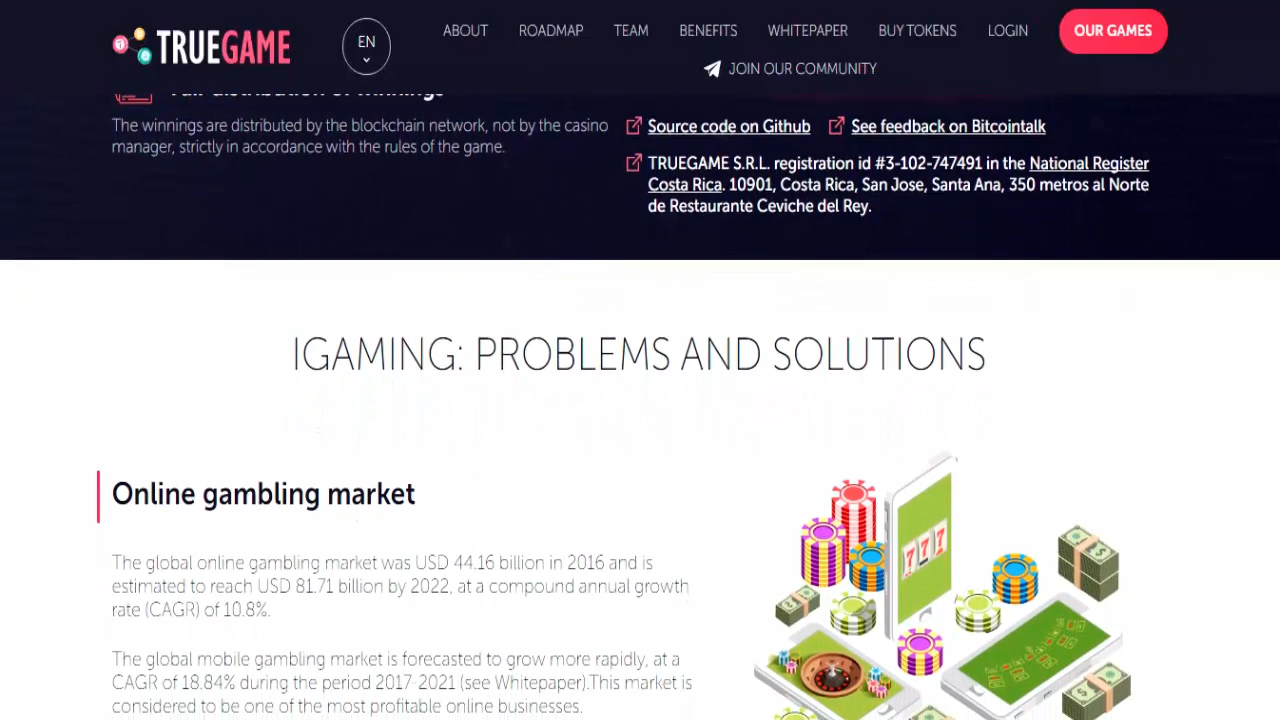 TRUEGAME
EN
ABOUT ROADMAP TEAM BENEFITS WHITEPAPER BUY TOKENS LOGIN OUR GAMES
JOIN OUR COMMUNITY
Fair distribution of winnings
The winnings are distributed by the blockchain network, not by the casino
manager, strictly in accordance with the rules of the game.
Source code on Github See feedback on Bitcointalk
TRUEGAME S.R.L. registration id #3-102-747491 in the National Register
Costa Rica. 10901, Costa Rica, San Jose, Santa Ana, 350 metros al Norte
de Restaurante Ceviche del Rey.
IGAMING: PROBLEMS AND SOLUTIONS
Online gambling market
The global online gambling market was USD 44.16 billion in 2016 and is
estimated to reach USD 81.71 billion by 2022, at a compound annual growth
rate (CAGR) of 10.8%.
The global mobile gambling market is forecasted to grow more rapidly, at a
CAGR of 18.84% during the period 2017-2021 (see Whitepaper).This market is
considered to be one of the most profitable online businesses.
777